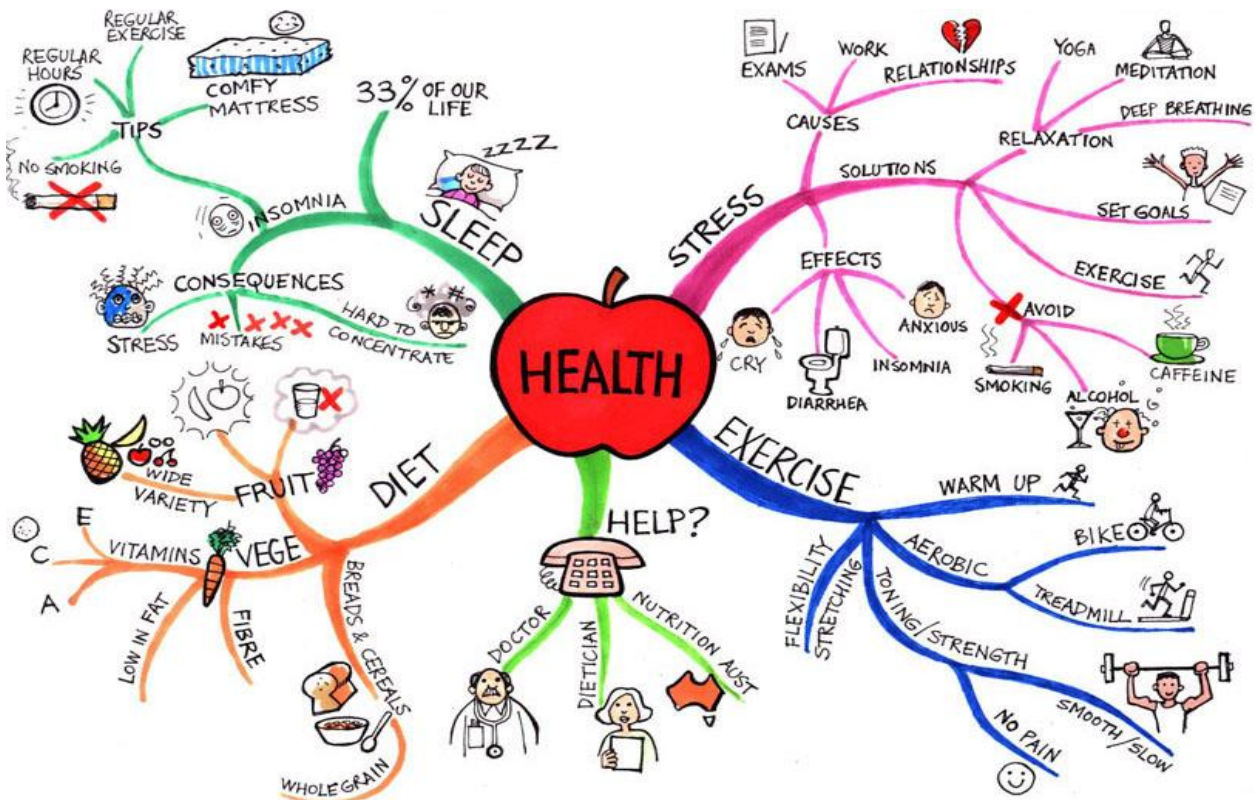 HEALTH
SLEEP
33% OF OUR
LIFE
ZZZZ
INSOMNIA
TIPS
REGULAR
HOURS
REGULAR
EXERCISE
COMFY
MATTRESS
NO SMOKING
CONSEQUENCES
STRESS
MISTAKES
HARD TO
CONCENTRATE
STRESS
CAUSES
EXAMS
WORK
RELATIONSHIPS
SOLUTIONS
RELAXATION
YOGA
MEDITATION
DEEP BREATHING
SET GOALS
EXERCISE
AVOID
SMOKING
ALCOHOL
CAFFEINE
EFFECTS
CRY
DIARRHEA
INSOMNIA
ANXIOUS
EXERCISE
WARM UP
AEROBIC
BIKE
TREADMILL
TONING/STRENGTH
SMOOTH/SLOW
NO PAIN
FLEXIBILITY
STRETCHING
HELP?
DOCTOR
DIETICIAN
NUTRITION AUST
DIET
FRUIT
WIDE
VARIETY
VEGE
VITAMINS
E
C
A
LOW IN FAT
FIBRE
BREADS & CEREALS
WHOLEGRAIN